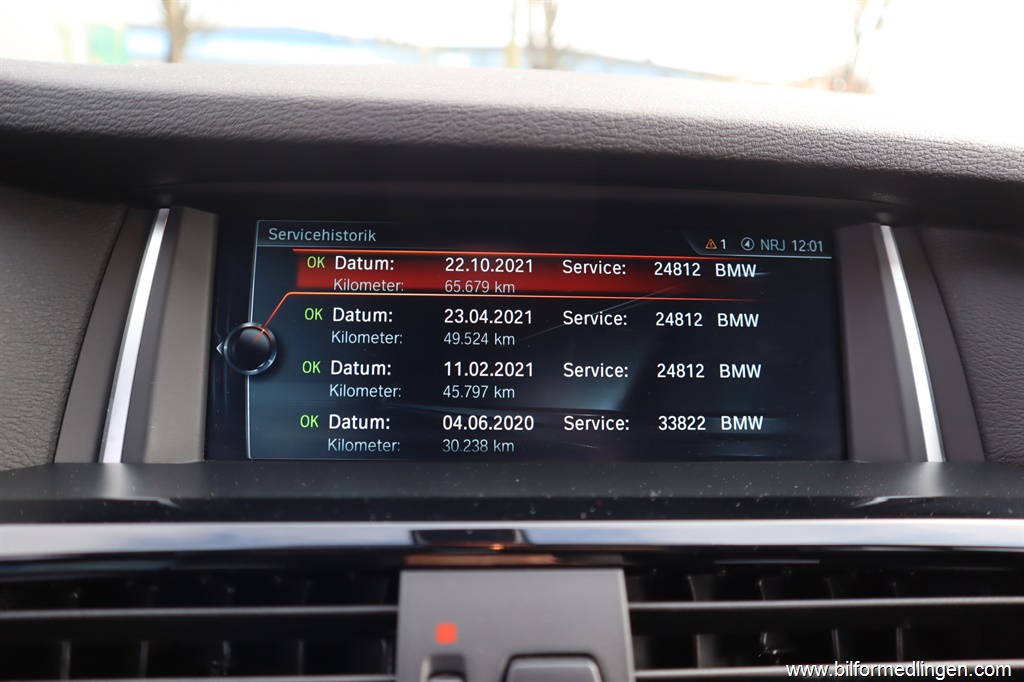 Servicehistorik
1 4 NRJ 12:01
OK Datum: 22.10.2021 Service: 24812 BMW
Kilometer: 65.679 km
OK Datum: 23.04.2021 Service: 24812 BMW
Kilometer: 49.524 km
OK Datum: 11.02.2021 Service: 24812 BMW
Kilometer: 45.797 km
OK Datum: 04.06.2020 Service: 33822 BMW
Kilometer: 30.238 km
www.bilformedlingen.com